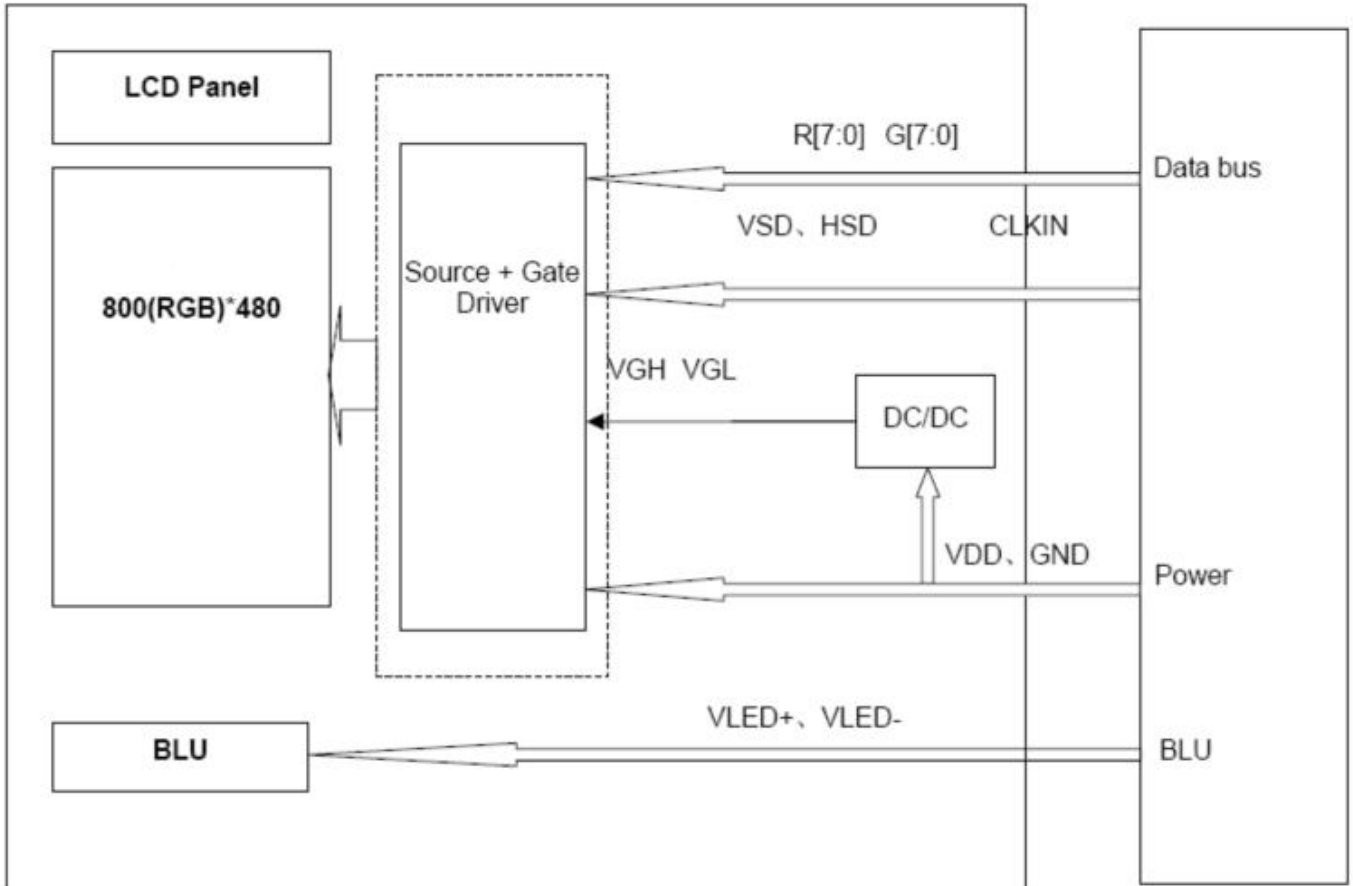 LCD Panel
R[7:0] G[7:0]
Data bus
VSD、HSD CLKIN
Source + Gate
Driver
800(RGB)*480
VGH VGL
DC/DC
VDD、GND
Power
VLED+、VLED-
BLU
BLU